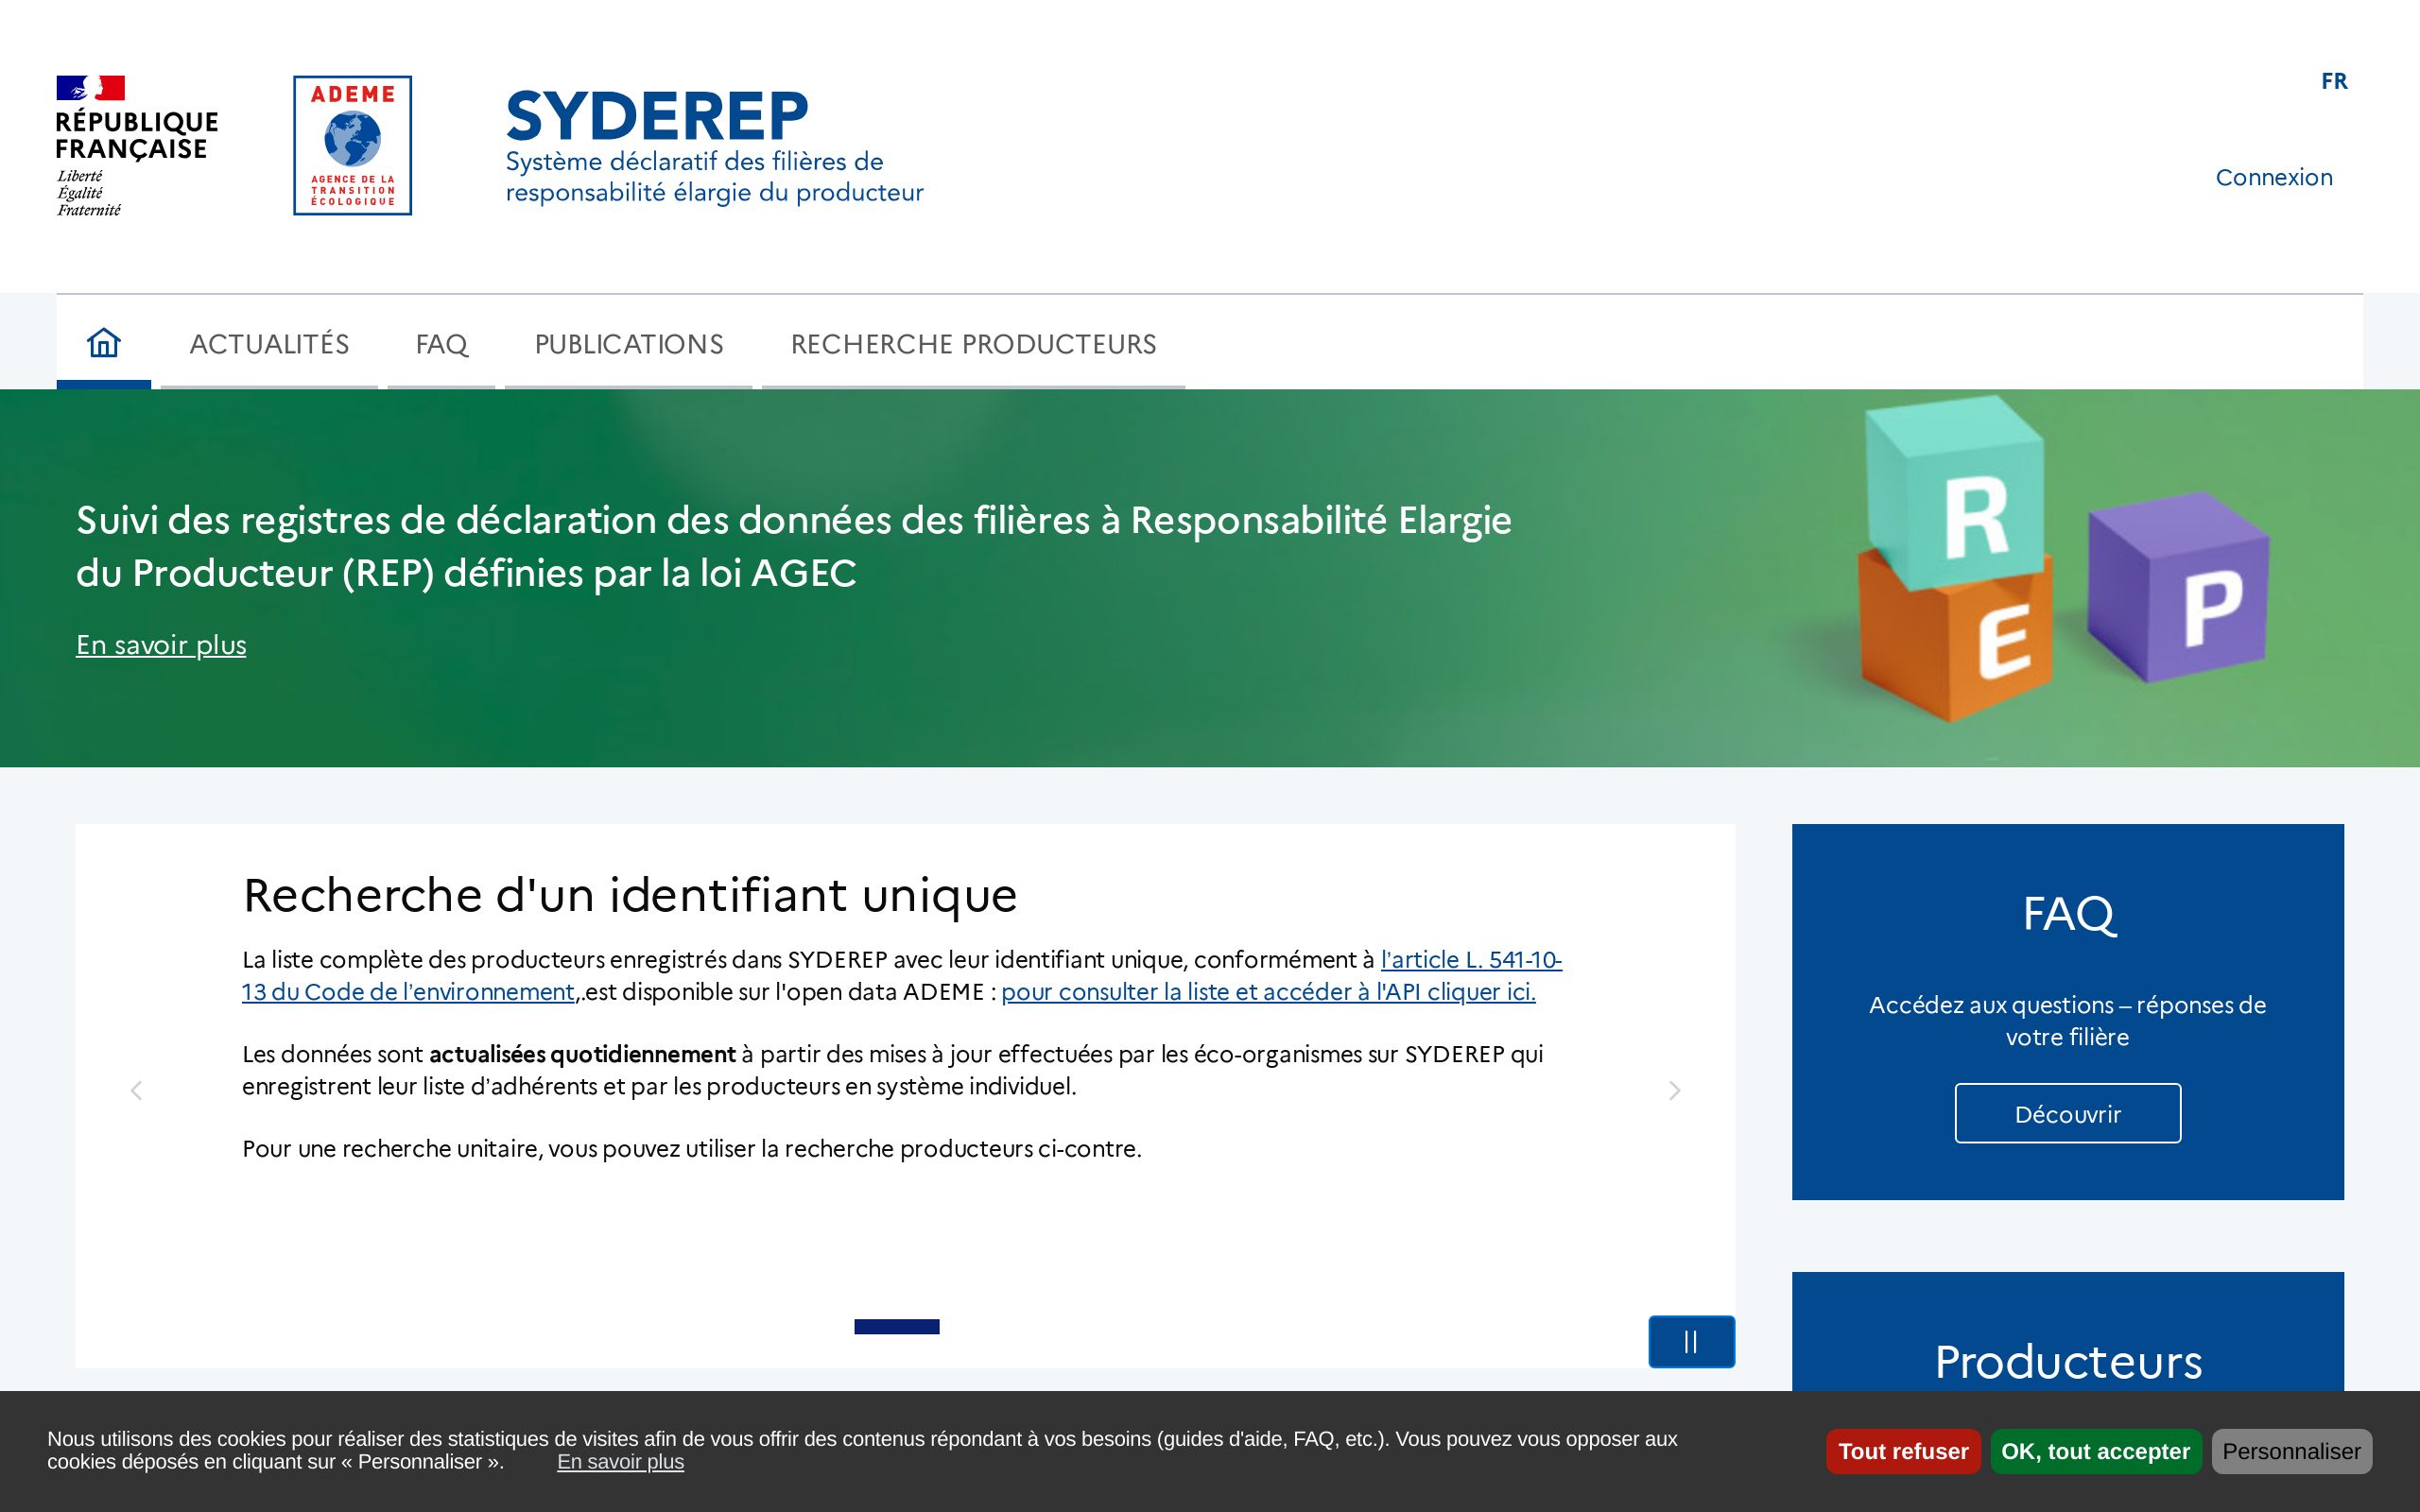 RÉPUBLIQUE
FRANÇAISE
Liberté
Égalité
Fraternité
ADEME
AGENCE DE LA
TRANSITION
ÉCOLOGIQUE
SYDEREP
Système déclaratif des filières de
responsabilité élargie du producteur
FR
Connexion
ACTUALITÉS FAQ PUBLICATIONS RECHERCHE PRODUCTEURS
Suivi des registres de déclaration des données des filières à Responsabilité Elargie
du Producteur (REP) définies par la loi AGEC
En savoir plus
R
E
P
Recherche d'un identifiant unique
La liste complète des producteurs enregistrés dans SYDEREP avec leur identifiant unique, conformément à l’article L. 541-10-
13 du Code de l’environnement,.est disponible sur l'open data ADEME : pour consulter la liste et accéder à l'API cliquer ici.
Les données sont actualisées quotidiennement à partir des mises à jour effectuées par les éco-organismes sur SYDEREP qui
enregistrent leur liste d’adhérents et par les producteurs en système individuel.
Pour une recherche unitaire, vous pouvez utiliser la recherche producteurs ci-contre.
FAQ
Accédez aux questions – réponses de
votre filière
Découvrir
Producteurs
Nous utilisons des cookies pour réaliser des statistiques de visites afin de vous offrir des contenus répondant à vos besoins (guides d'aide, FAQ, etc.). Vous pouvez vous opposer aux
cookies déposés en cliquant sur « Personnaliser ». En savoir plus
Tout refuser OK, tout accepter Personnaliser